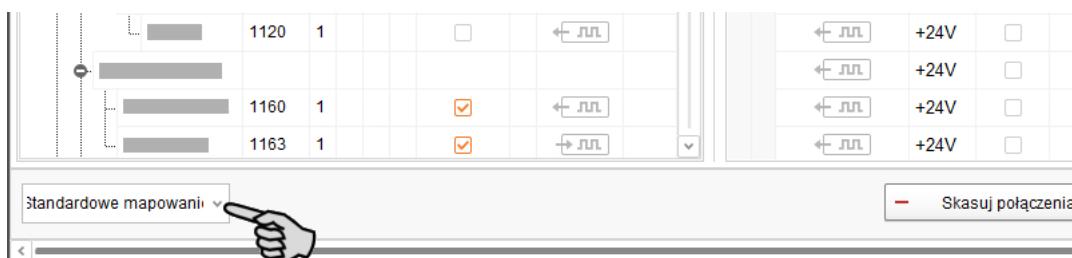 1120 1 +24V
+24V
1160 1 +24V
1163 1 +24V
Standardowe mapowani
Skasuj połączenia